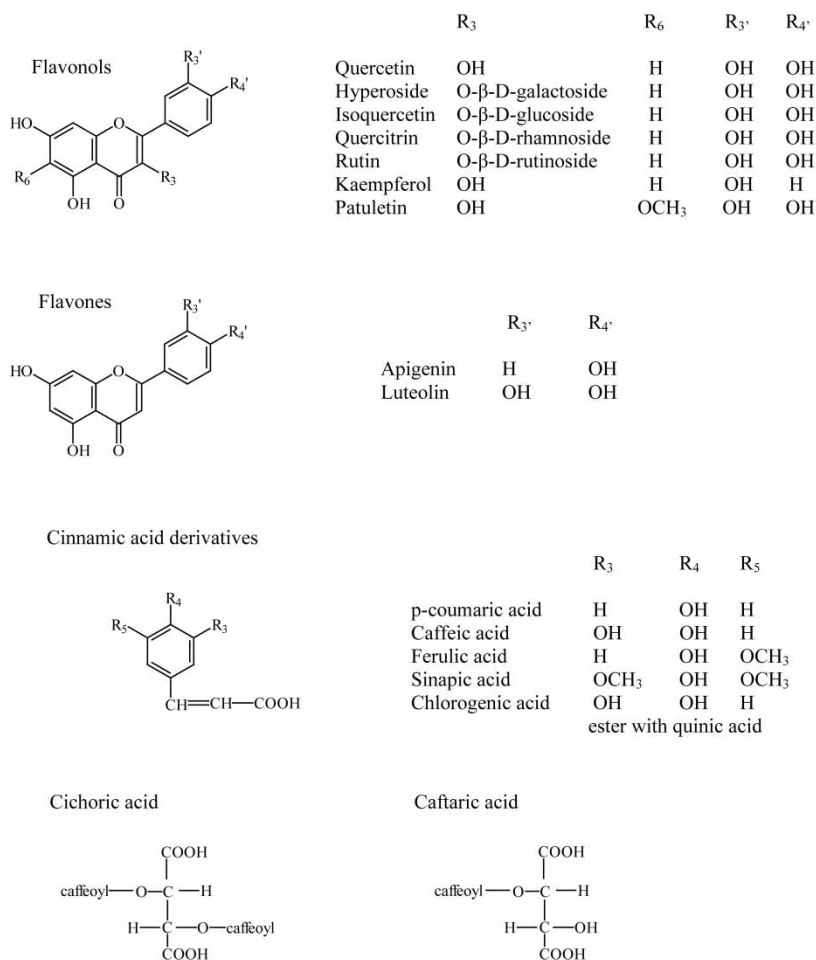 R₃ R₆ R₃' R₄'
Flavonols
R₃'
R₄'
HO
O
R₆
R₃
OH O
Quercetin OH H OH OH
Hyperoside O-β-D-galactoside H OH OH
Isoquercetin O-β-D-glucoside H OH OH
Quercitrin O-β-D-rhamnoside H OH OH
Rutin O-β-D-rutinoside H OH OH
Kaempferol OH H OH H
Patuletin OH OCH₃ OH OH
Flavones
R₃'
R₄'
HO
O
OH O
R₃' R₄'
Apigenin H OH
Luteolin OH OH
Cinnamic acid derivatives
R₄
R₅ R₃
CH=CH—COOH
R₃ R₄ R₅
p-coumaric acid H OH H
Caffeic acid OH OH H
Ferulic acid H OH OCH₃
Sinapic acid OCH₃ OH OCH₃
Chlorogenic acid OH OH H
ester with quinic acid
Cichoric acid
COOH
caffeoyl—O—C—H
H—C—O—caffeoyl
COOH
Caftaric acid
COOH
caffeoyl—O—C—H
H—C—OH
COOH